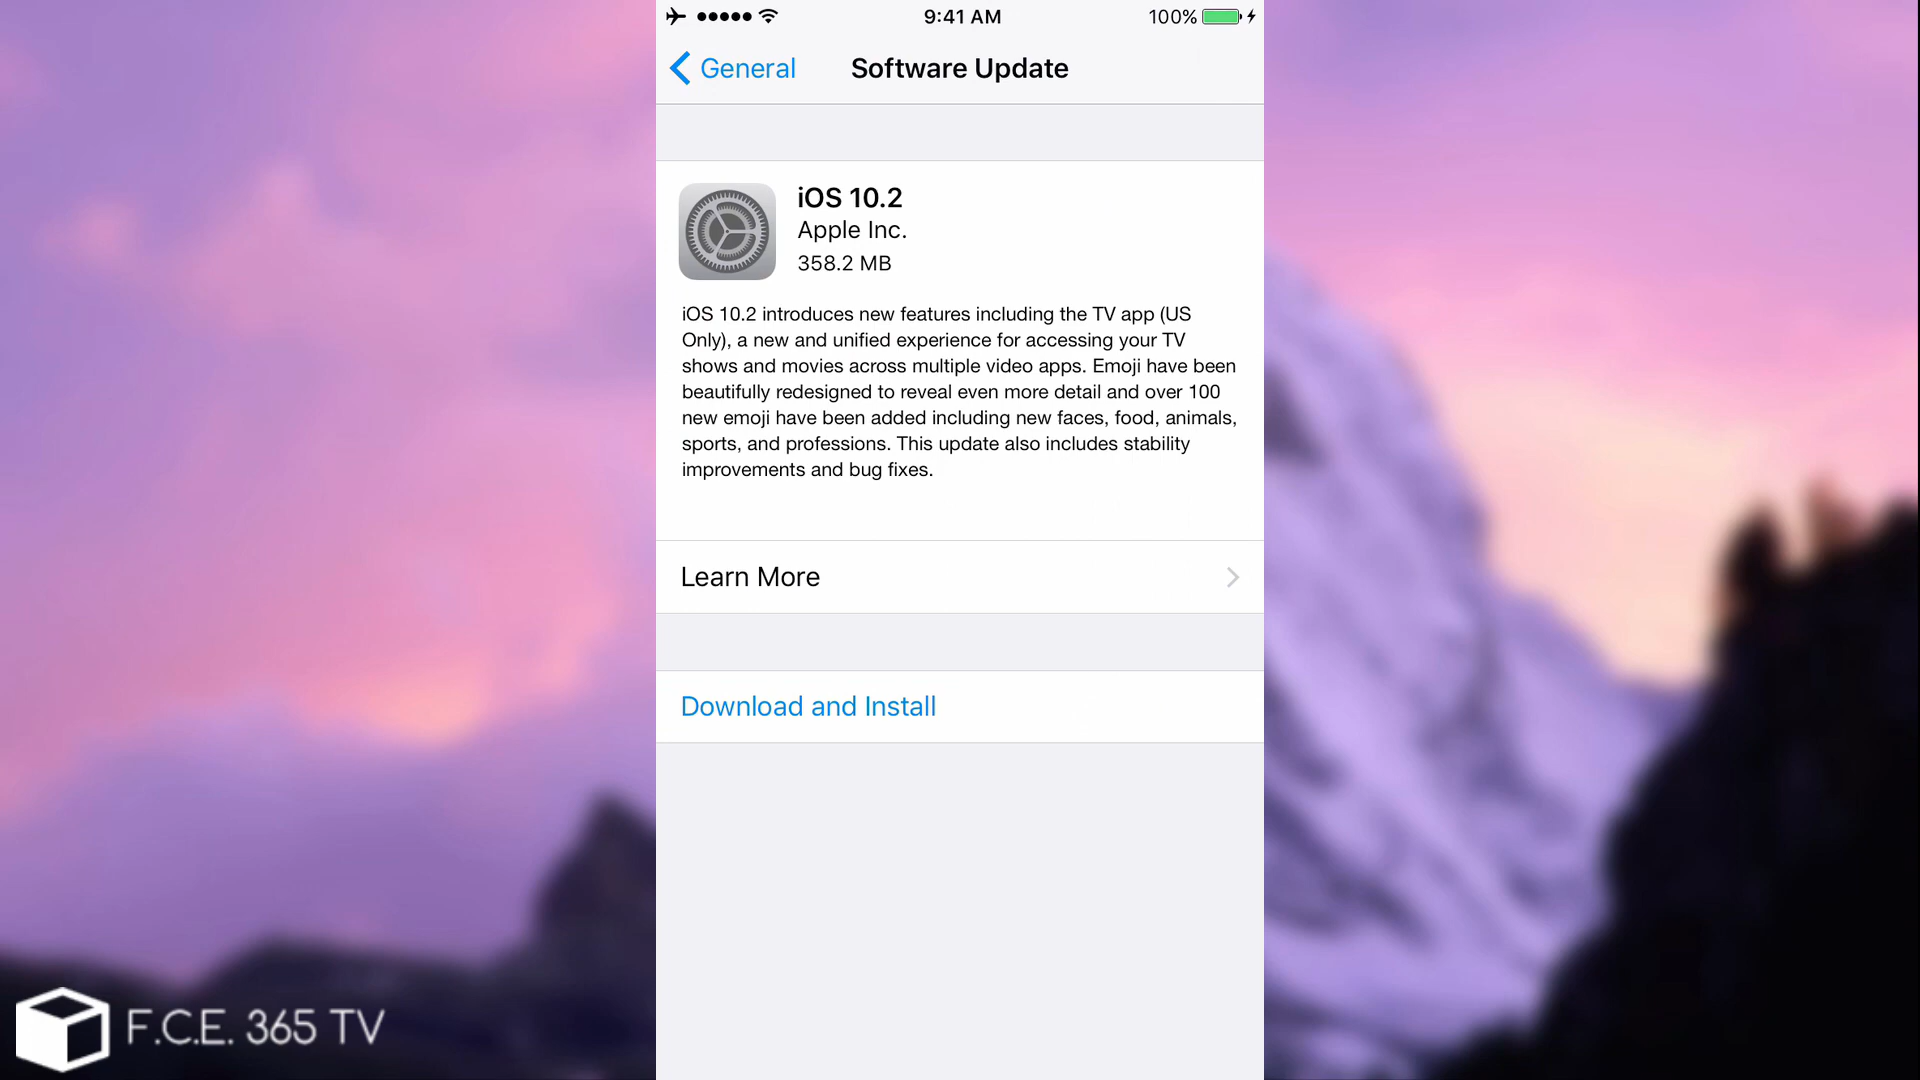 9:41 AM
100%
General
Software Update
iOS 10.2
Apple Inc.
358.2 MB
iOS 10.2 introduces new features including the TV app (US
Only), a new and unified experience for accessing your TV
shows and movies across multiple video apps. Emoji have been
beautifully redesigned to reveal even more detail and over 100
new emoji have been added including new faces, food, animals,
sports, and professions. This update also includes stability
improvements and bug fixes.
Learn More
Download and Install
F.C.E. 365 TV